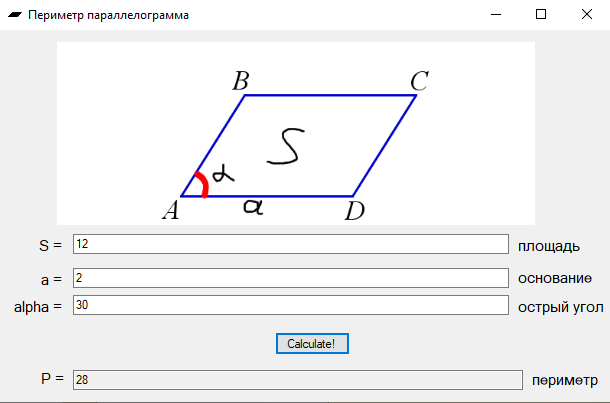 Периметр параллелограмма
B C
S
α
A a D
S = 12 площадь
a = 2 основание
alpha = 30 острый угол
Calculate!
P = 28 периметр